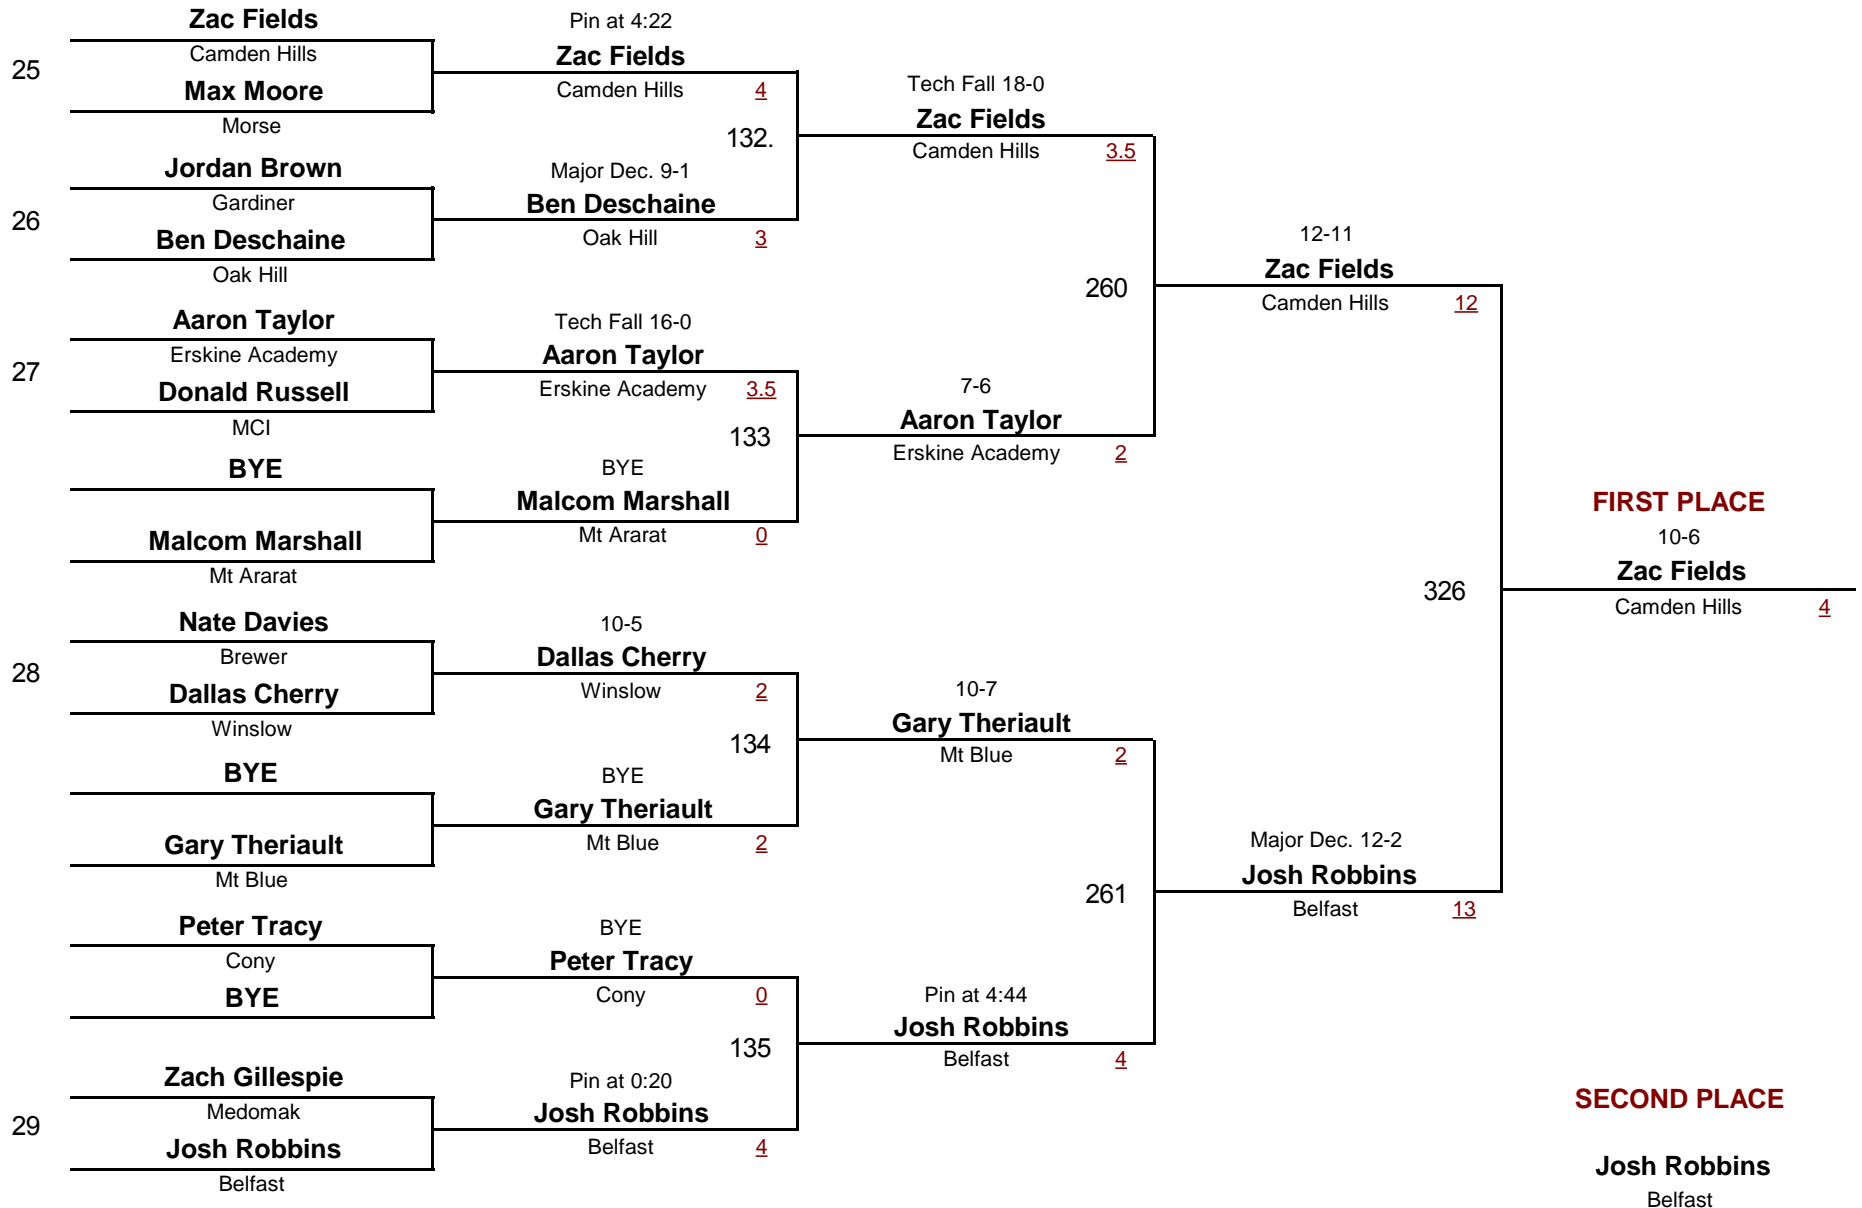 Zac Fields
Camden Hills
25
Max Moore
Morse
Jordan Brown
Gardiner
26
Ben Deschaine
Oak Hill
Aaron Taylor
Erskine Academy
27
Donald Russell
MCI
BYE
Malcom Marshall
Mt Ararat
Nate Davies
Brewer
28
Dallas Cherry
Winslow
BYE
Gary Theriault
Mt Blue
Peter Tracy
Cony
BYE
Zach Gillespie
Medomak
29
Josh Robbins
Belfast
Pin at 4:22
Zac Fields
Camden Hills 4
132.
Major Dec. 9-1
Ben Deschaine
Oak Hill 3
Tech Fall 16-0
Aaron Taylor
Erskine Academy 3.5
133
BYE
Malcom Marshall
Mt Ararat 0
10-5
Dallas Cherry
Winslow 2
134
BYE
Gary Theriault
Mt Blue 2
BYE
Peter Tracy
Cony 0
135
Pin at 0:20
Josh Robbins
Belfast 4
Tech Fall 18-0
Zac Fields
Camden Hills 3.5
260
7-6
Aaron Taylor
Erskine Academy 2
10-7
Gary Theriault
Mt Blue 2
261
Pin at 4:44
Josh Robbins
Belfast 4
12-11
Zac Fields
Camden Hills 12
326
Major Dec. 12-2
Josh Robbins
Belfast 13
FIRST PLACE
10-6
Zac Fields
Camden Hills 4
SECOND PLACE
Josh Robbins
Belfast